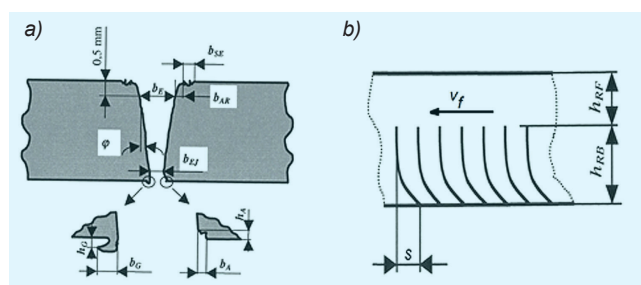 a)
b)
0,5 mm
b_SE
b_E
b_AR
φ
b_EJ
h_G
b_G
h_A
b_A
v_f
h_RF
h_RB
s